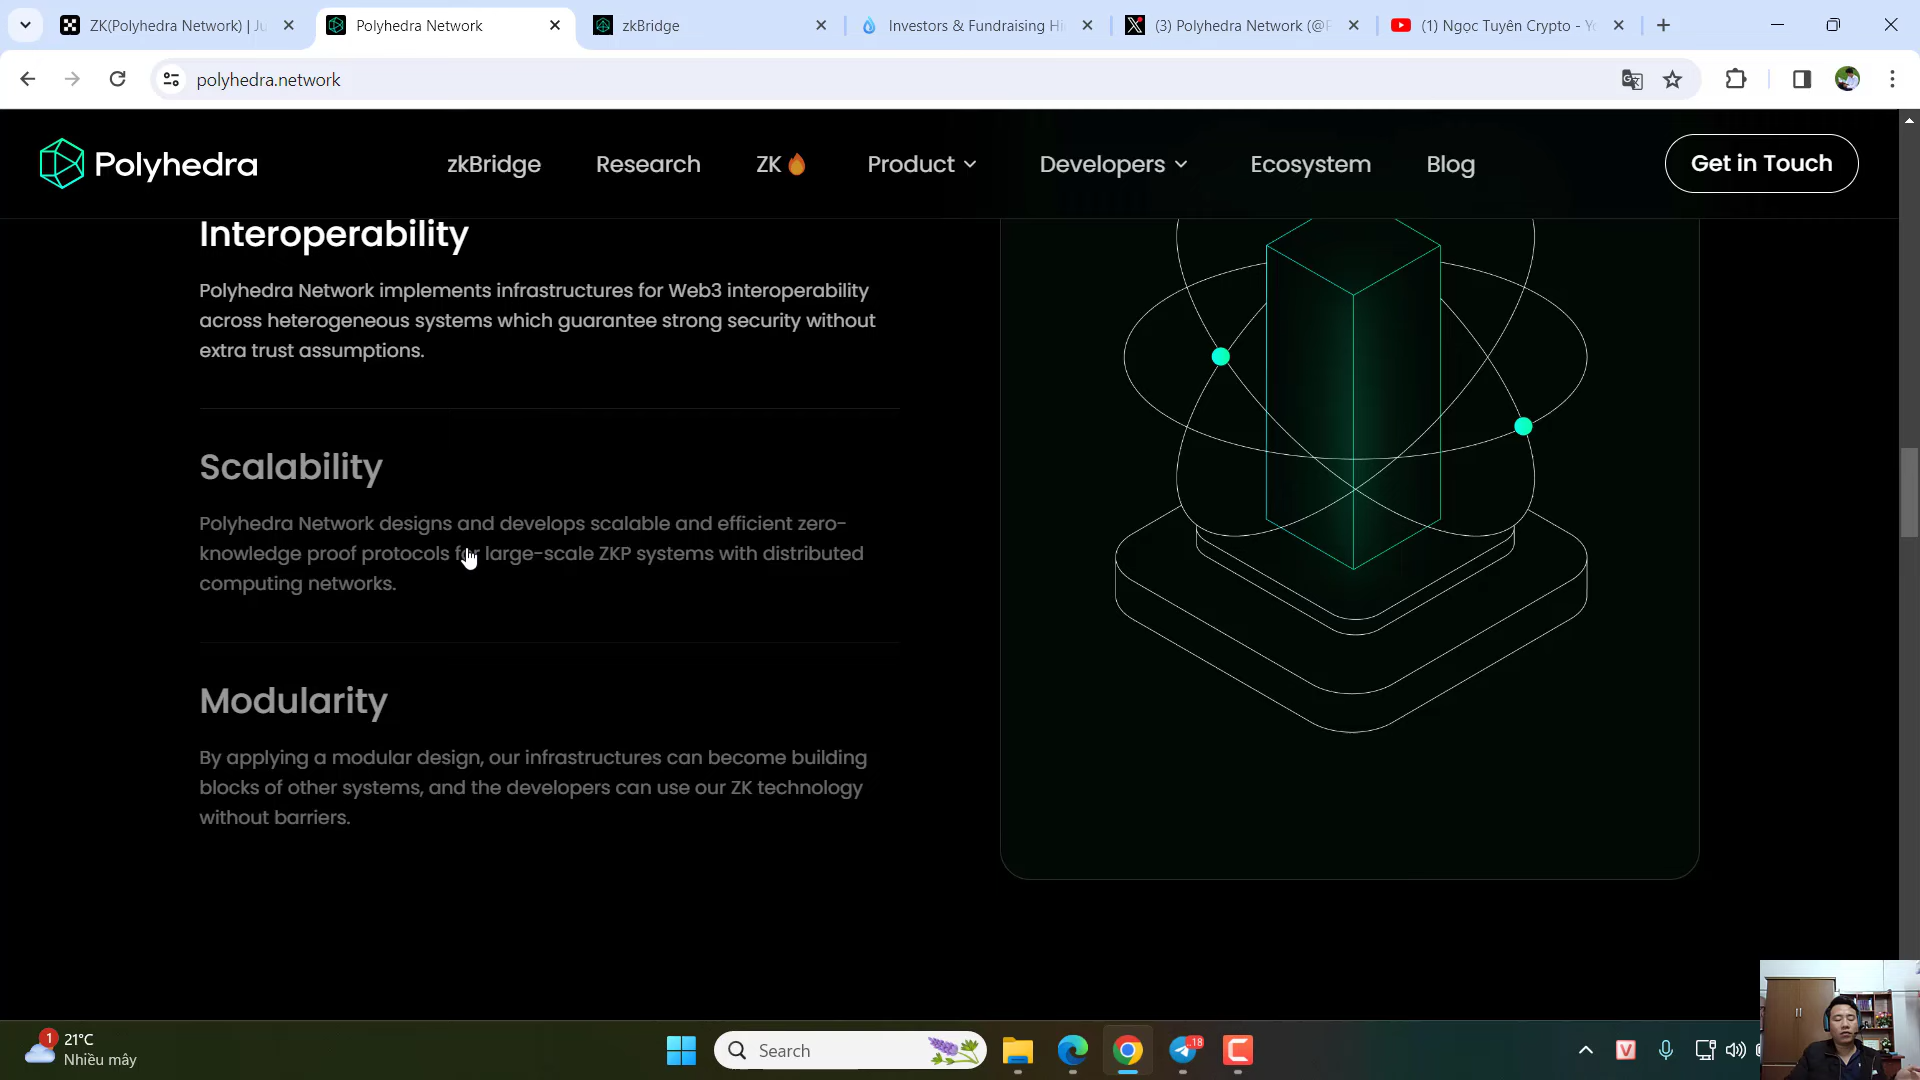 ZK(Polyhedra Network) | Ju
Polyhedra Network
zkBridge
Investors & Fundraising Hi
(3) Polyhedra Network (@P
(1) Ngọc Tuyên Crypto - Yo
polyhedra.network
Polyhedra
zkBridge
Research
ZK
Product
Developers
Ecosystem
Blog
Get in Touch
Interoperability
Polyhedra Network implements infrastructures for Web3 interoperability
across heterogeneous systems which guarantee strong security without
extra trust assumptions.
Scalability
Polyhedra Network designs and develops scalable and efficient zero-
knowledge proof protocols for large-scale ZKP systems with distributed
computing networks.
Modularity
By applying a modular design, our infrastructures can become building
blocks of other systems, and the developers can use our ZK technology
without barriers.
1
21°C
Nhiều mây
Search
18
V